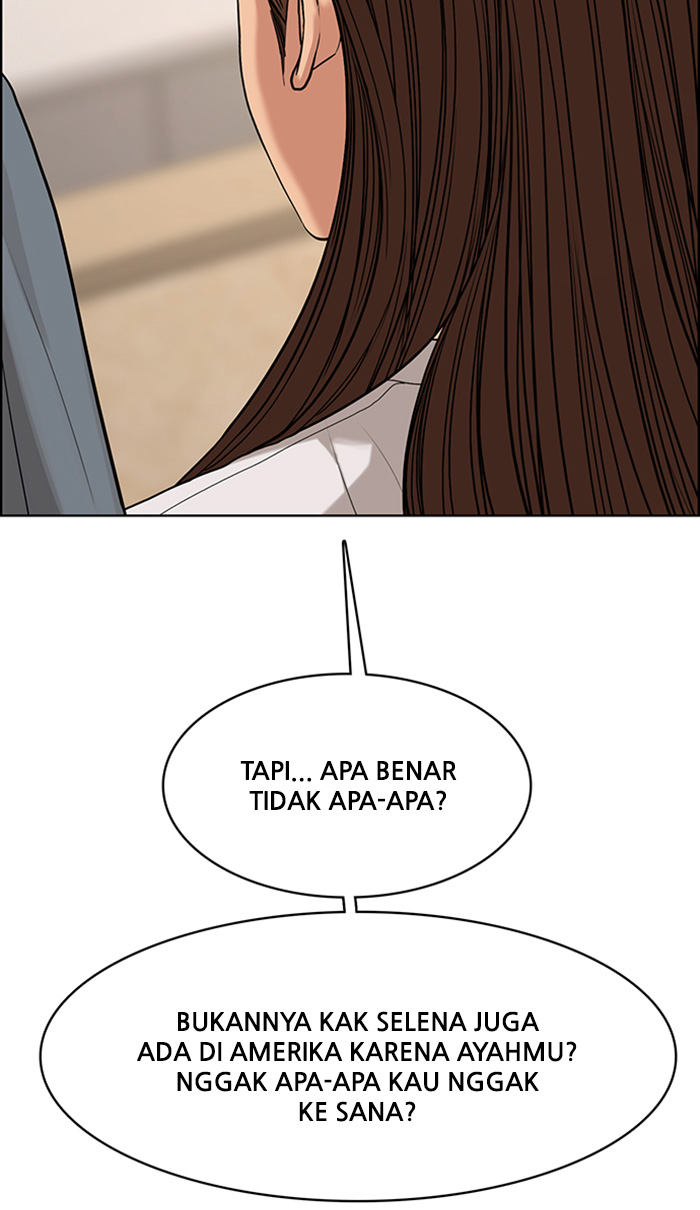 TAPI... APA BENAR
TIDAK APA-APA?
BUKANNYA KAK SELENA JUGA
ADA DI AMERIKA KARENA AYAHMU?
NGGAK APA-APA KAU NGGAK
KE SANA?